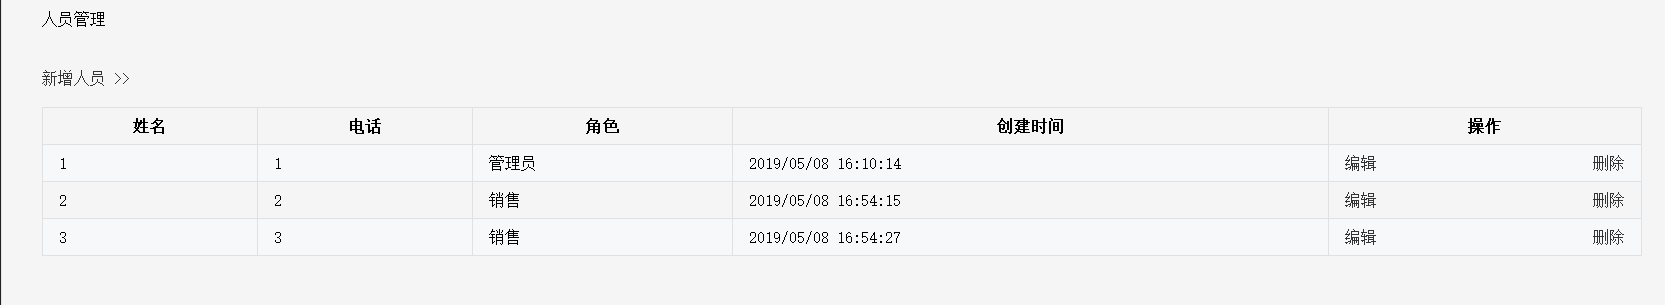 人员管理
新增人员 >>
姓名 电话 角色 创建时间 操作
1 1 管理员 2019/05/08 16:10:14 编辑 删除
2 2 销售 2019/05/08 16:54:15 编辑 删除
3 3 销售 2019/05/08 16:54:27 编辑 删除